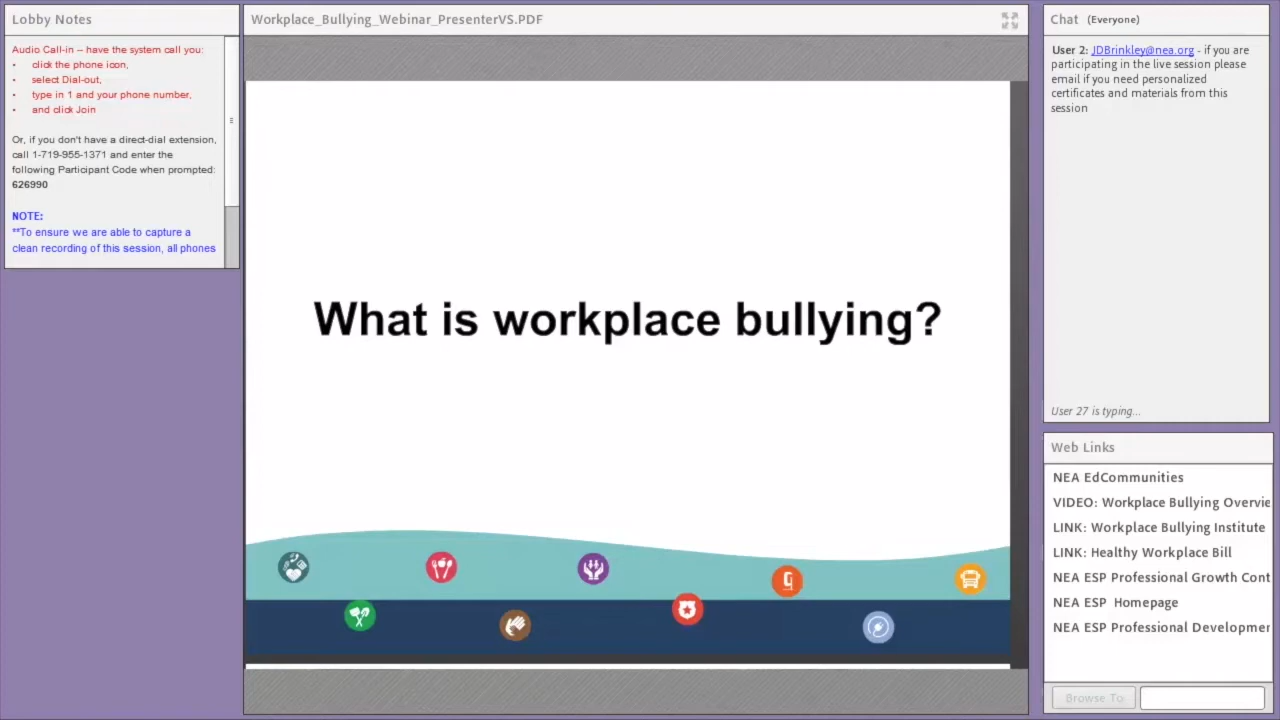 Lobby Notes
Audio Call-in – have the system call you:
• click the phone icon,
• select Dial-out,
• type in 1 and your phone number,
• and click Join
Or, if you don't have a direct-dial extension,
call 1-719-955-1371 and enter the
following Participant Code when prompted:
626990
NOTE:
**To ensure we are able to capture a
clean recording of this session, all phones
Workplace_Bullying_Webinar_PresenterVS.PDF
What is workplace bullying?
Chat (Everyone)
User 2: JDBrinkley@nea.org - if you are
participating in the live session please
email if you need personalized
certificates and materials from this
session
User 27 is typing...
Web Links
NEA EdCommunities
VIDEO: Workplace Bullying Overvie
LINK: Workplace Bullying Institute
LINK: Healthy Workplace Bill
NEA ESP Professional Growth Cont
NEA ESP Homepage
NEA ESP Professional Developmer
Browse To